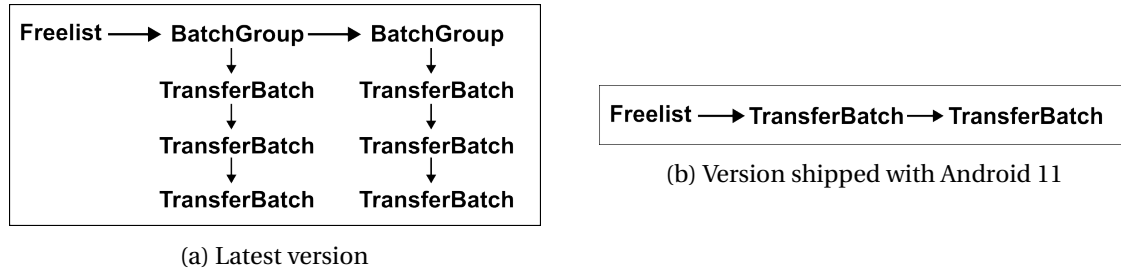 Freelist BatchGroup BatchGroup
TransferBatch TransferBatch
TransferBatch TransferBatch
TransferBatch TransferBatch
(a) Latest version
Freelist TransferBatch TransferBatch
(b) Version shipped with Android 11